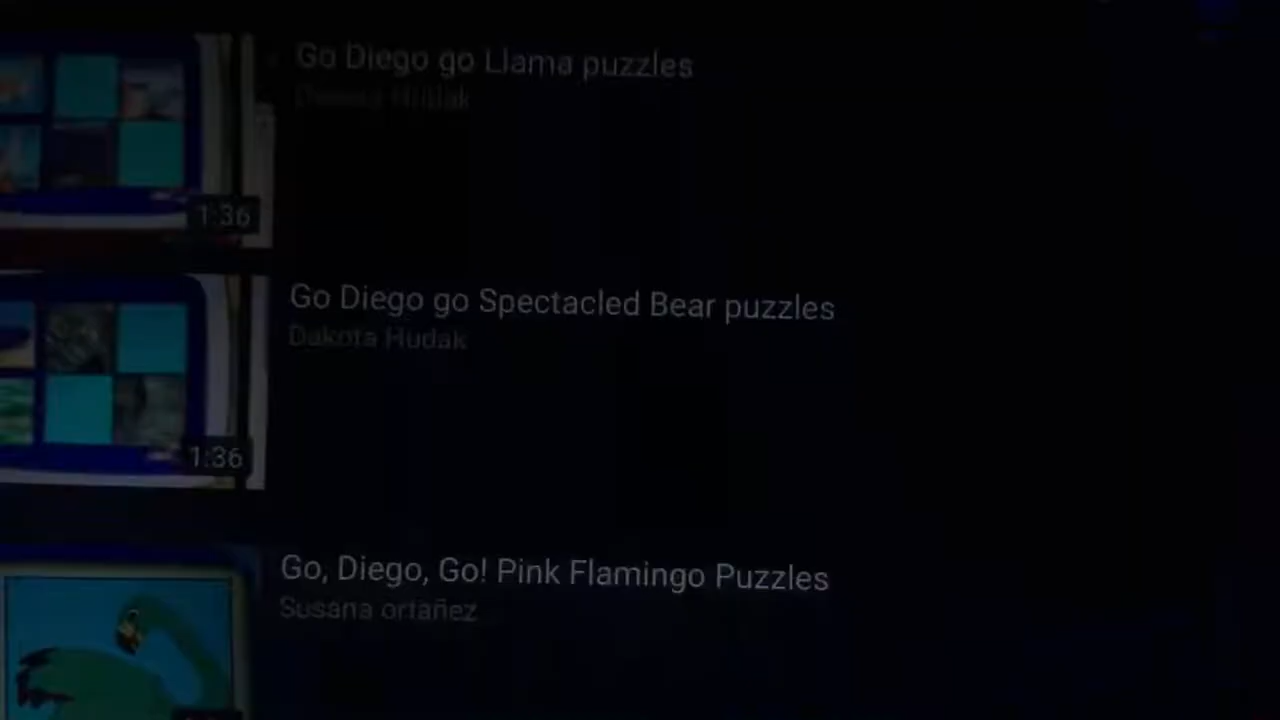 Go Diego go Llama puzzles
1:36
Go Diego go Spectacled Bear puzzles
Dakota Hudak
1:36
Go, Diego, Go! Pink Flamingo Puzzles
Susana ortañez